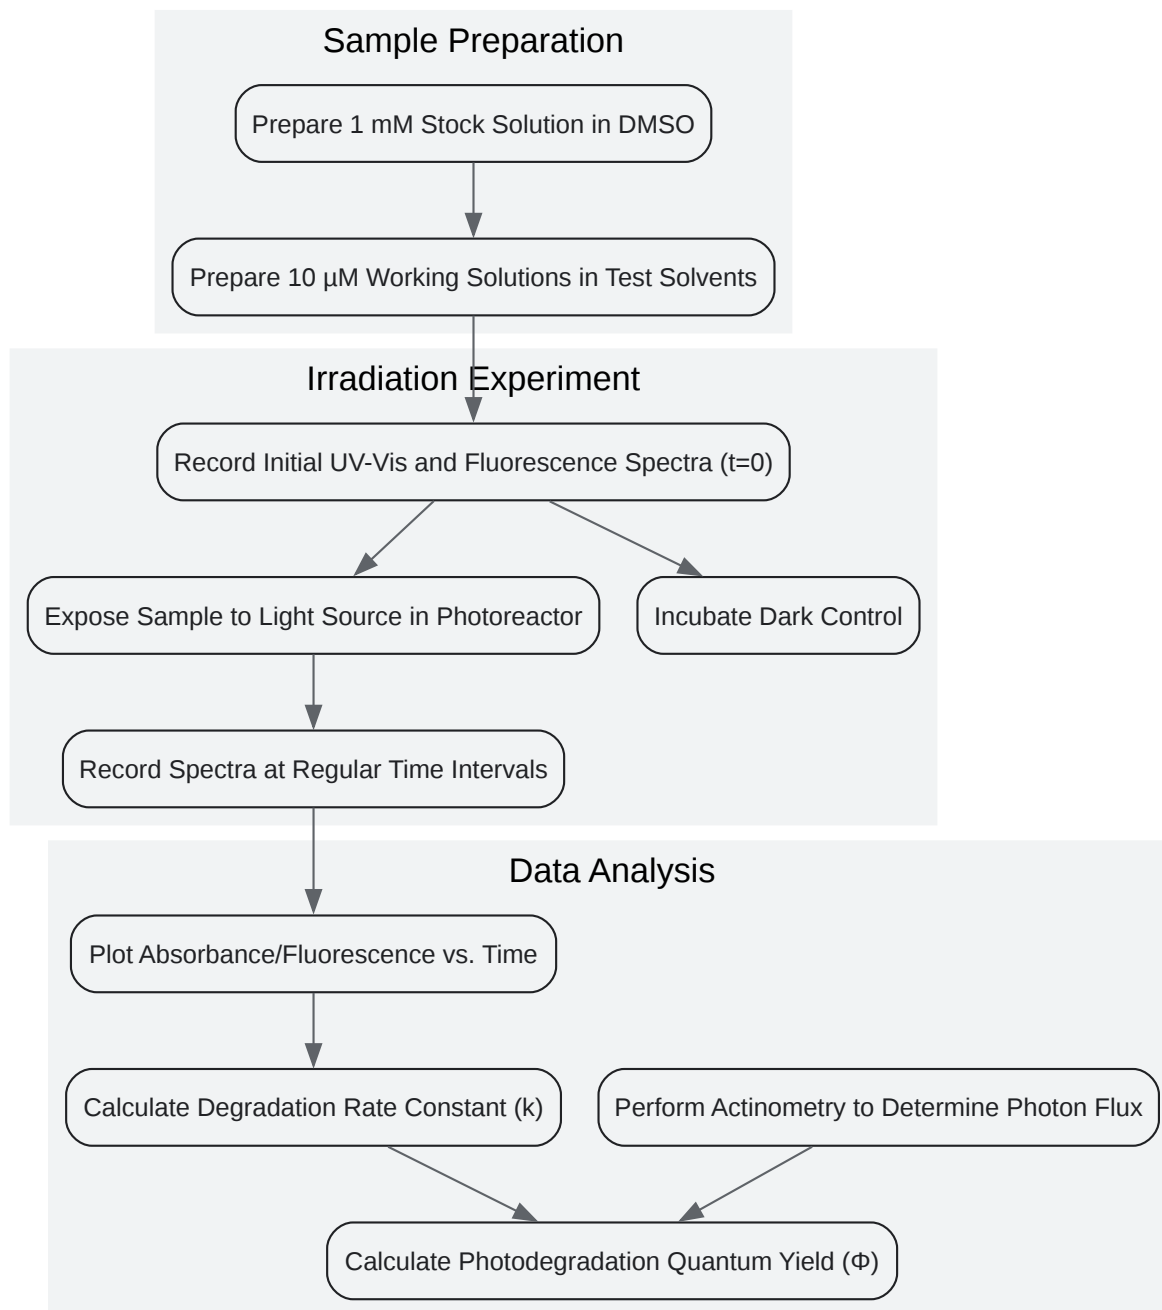 Sample Preparation
Prepare 1 mM Stock Solution in DMSO
Prepare 10 µM Working Solutions in Test Solvents
Irradiation Experiment
Record Initial UV-Vis and Fluorescence Spectra (t=0)
Expose Sample to Light Source in Photoreactor
Incubate Dark Control
Record Spectra at Regular Time Intervals
Data Analysis
Plot Absorbance/Fluorescence vs. Time
Calculate Degradation Rate Constant (k)
Perform Actinometry to Determine Photon Flux
Calculate Photodegradation Quantum Yield (Φ)